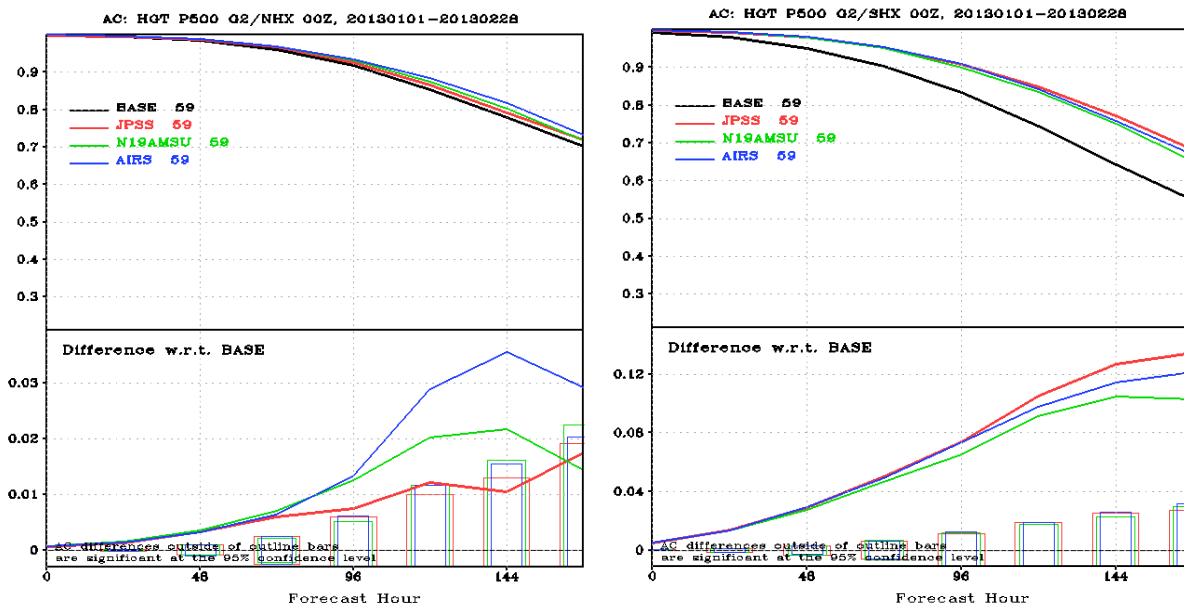 AC: HGT P500 G2/NHX 00Z, 20130101-20130228
0.9
0.8
0.7
0.6
0.5
0.4
0.3
BASE 59
JPSS 59
N19AMSU 59
AIRS 59
Difference w.r.t. BASE
0.03
0.02
0.01
0
AC differences outside of outline bars
are significant at the 95% confidence level
0 48 96 144
Forecast Hour
AC: HGT P500 G2/SHX 00Z, 20130101-20130228
0.9
0.8
0.7
0.6
0.5
0.4
0.3
BASE 59
JPSS 59
N19AMSU 59
AIRS 59
Difference w.r.t. BASE
0.12
0.08
0.04
0
AC differences outside of outline bars
are significant at the 95% confidence level
0 48 96 144
Forecast Hour